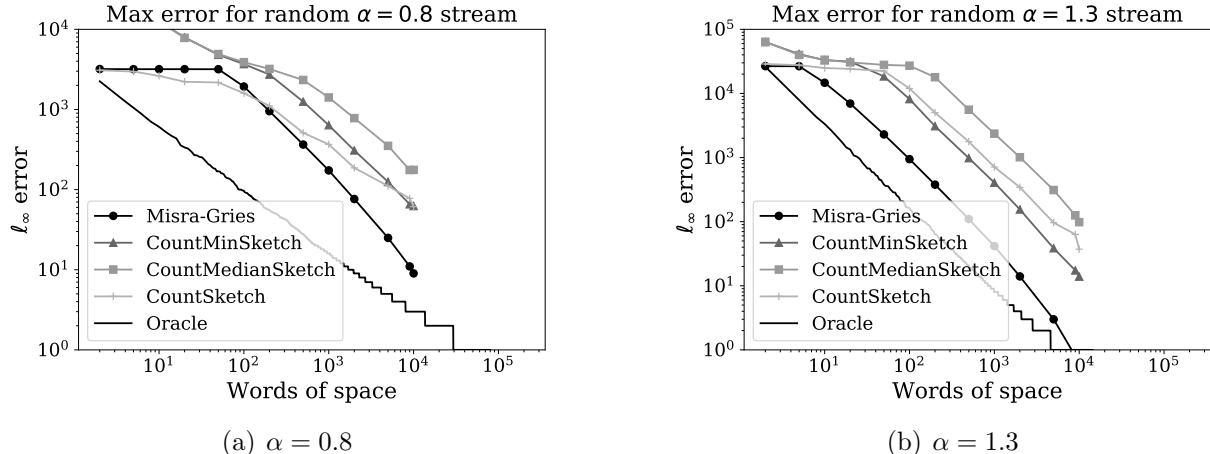 Max error for random α = 0.8 stream
10^4
10^3
10^2
10^1
10^0
ℓ∞ error
Misra-Gries
CountMinSketch
CountMedianSketch
CountSketch
Oracle
10^1 10^2 10^3 10^4 10^5
Words of space
(a) α = 0.8
Max error for random α = 1.3 stream
10^5
10^4
10^3
10^2
10^1
10^0
ℓ∞ error
Misra-Gries
CountMinSketch
CountMedianSketch
CountSketch
Oracle
10^1 10^2 10^3 10^4 10^5
Words of space
(b) α = 1.3